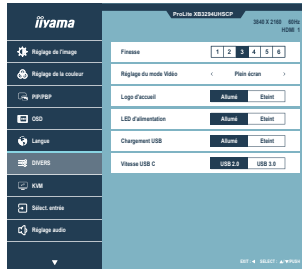 iiyama
ProLite XB3294UHSCP
3840 X 2160 60Hz
HDMI 1
Réglage de l'image
Réglage de la couleur
PIP/PBP
OSD
Langue
DIVERS
KVM
Sélect. entrée
Réglage audio
▼
Finesse 1 2 3 4 5 6
Réglage du mode Vidéo < Plein écran >
Logo d'accueil Allumé Eteint
LED d'alimentation Allumé Eteint
Chargement USB Allumé Eteint
Vitesse USB C USB 2.0 USB 3.0
EXIT : ◀ SELECT : ▲/▼/PUSH